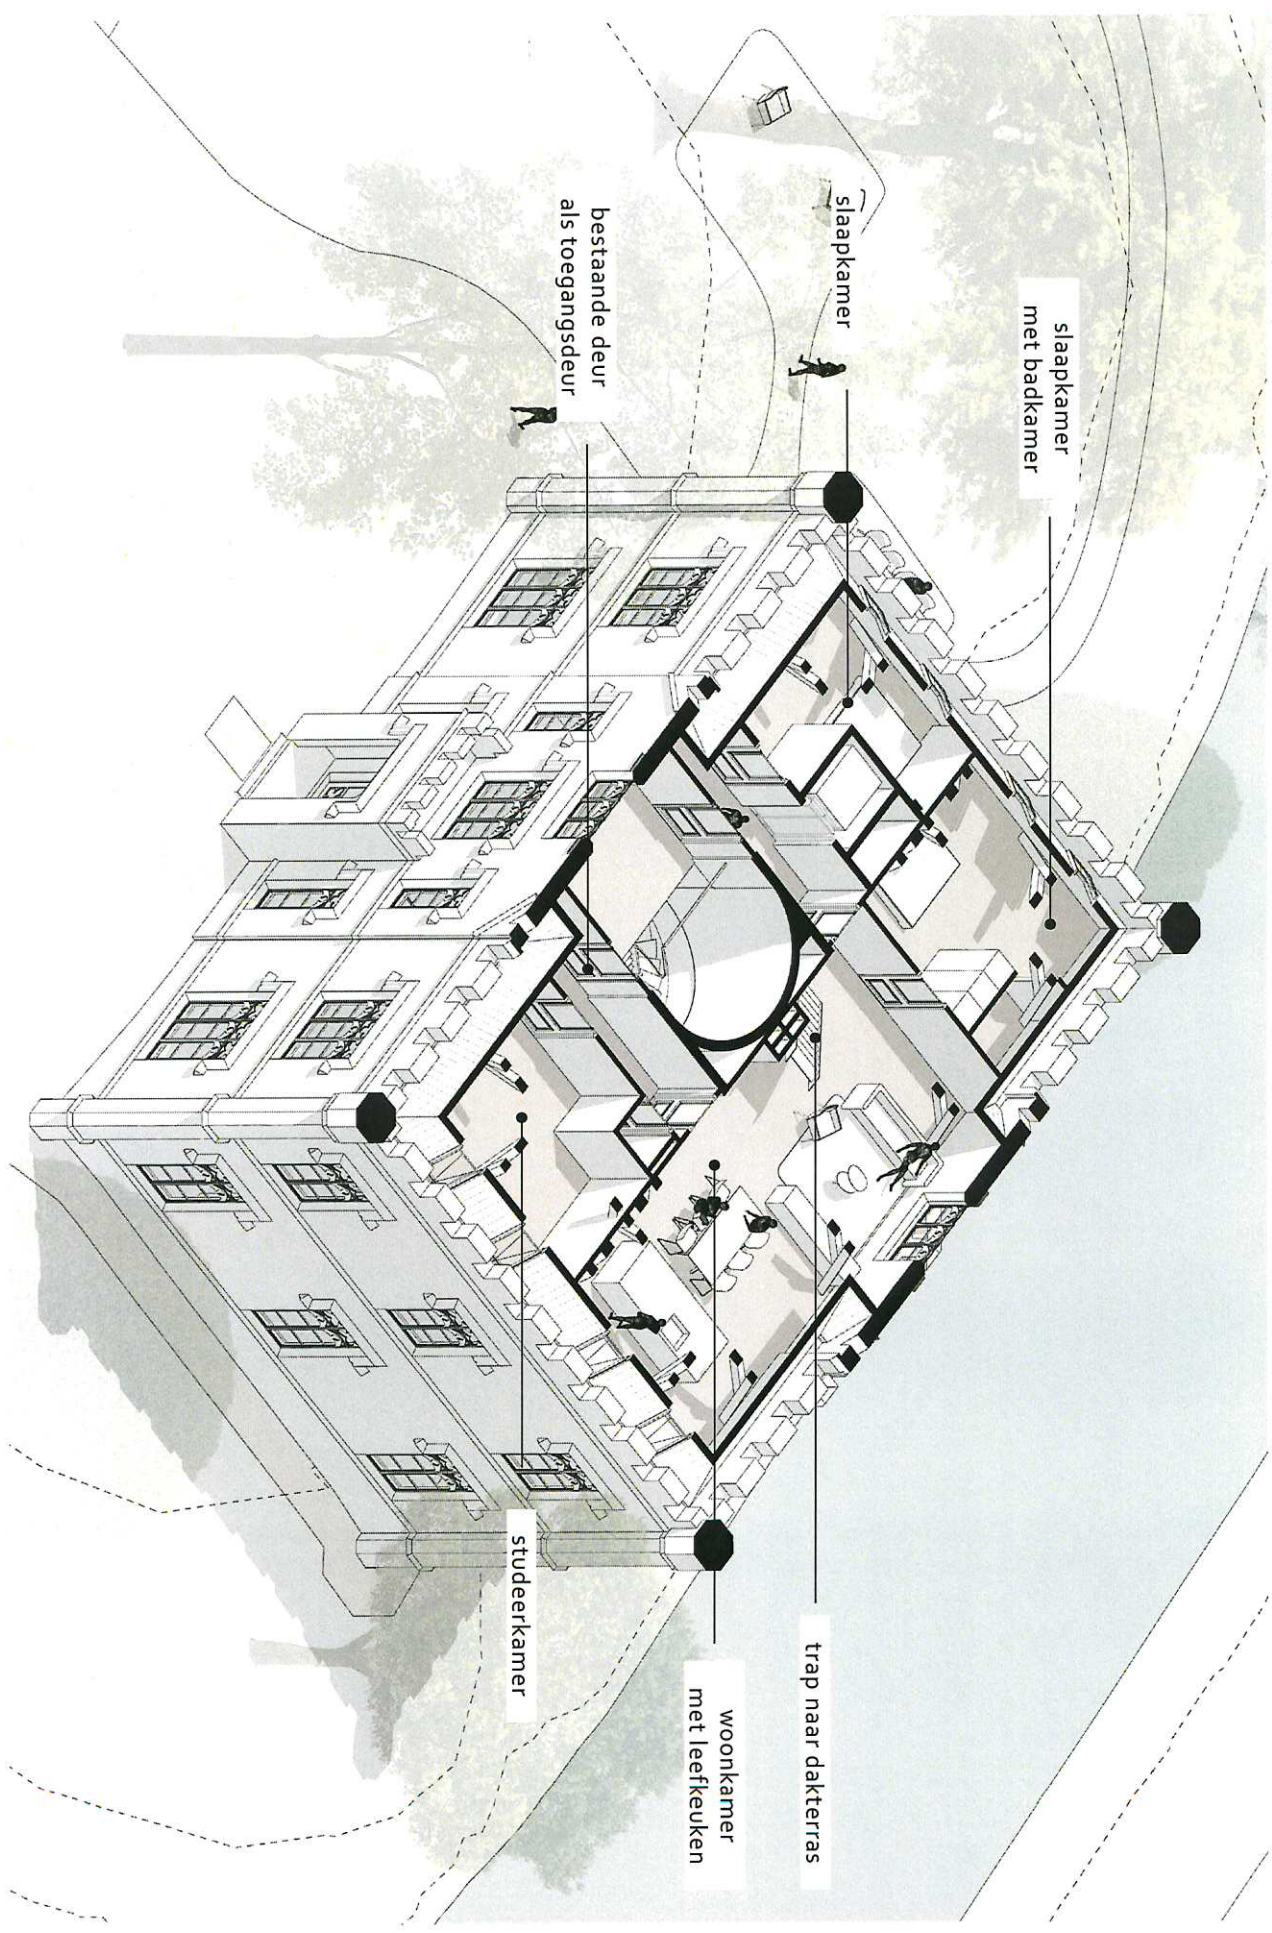 slaapkamer
met badkamer
slaapkamer
bestaande deur
als toegangsdeur
trap naar dakterras
woonkamer
met leefkeuken
studeerkamer